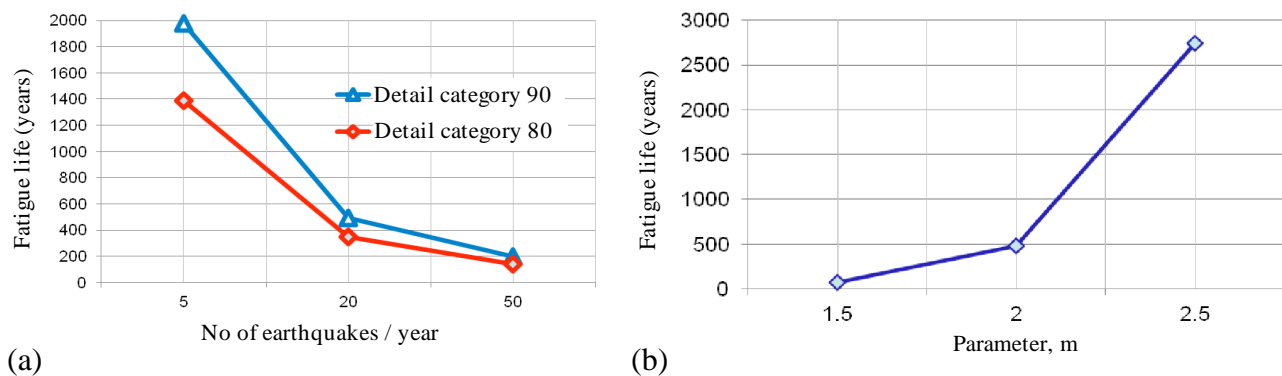 2000
1800
1600
1400
1200
1000
800
600
400
200
0
Fatigue life (years)
Detail category 90
Detail category 80
5 20 50
No of earthquakes / year
(a)
3000
2500
2000
1500
1000
500
0
Fatigue life (years)
1.5 2 2.5
Parameter, m
(b)